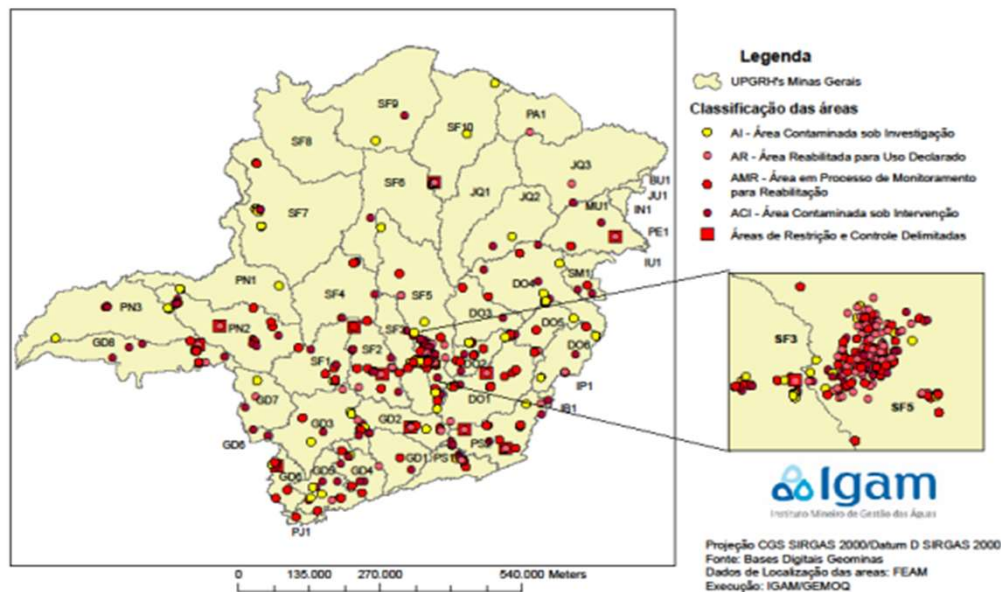 Legenda
UPGRH's Minas Gerais
Classificação das áreas
AI - Área Contaminada sob Investigação
AR - Área Reabilitada para Uso Declarado
AMR - Área em Processo de Monitoramento
para Reabilitação
ACI - Área Contaminada sob Intervenção
Áreas de Restrição e Controle Delimitadas
SF9
SF10
PA1
SF8
JQ3
SF6
JQ1
JQ2
BU1
JU1
MU1
IN1
SF7
PE1
IU1
PN1
SM1
DO4
PN3
SF4
SF5
DO3
PN2
DO5
GD8
SF3
DO6
SF1
SF2
DO2
IP1
GD7
DO1
IB1
GD3
GD2
GD6
PS2
GD1
PS1
GD5
GD4
PJ1
SF3
SF5
Igam
Instituto Mineiro de Gestão das Águas
Projeção CGS SIRGAS 2000/Datum D SIRGAS 2000
Fonte: Bases Digitais Geominas
Dados de Localização das areas: FEAM
Execução: IGAM/GEMOQ
0 135.000 270.000 540.000 Meters